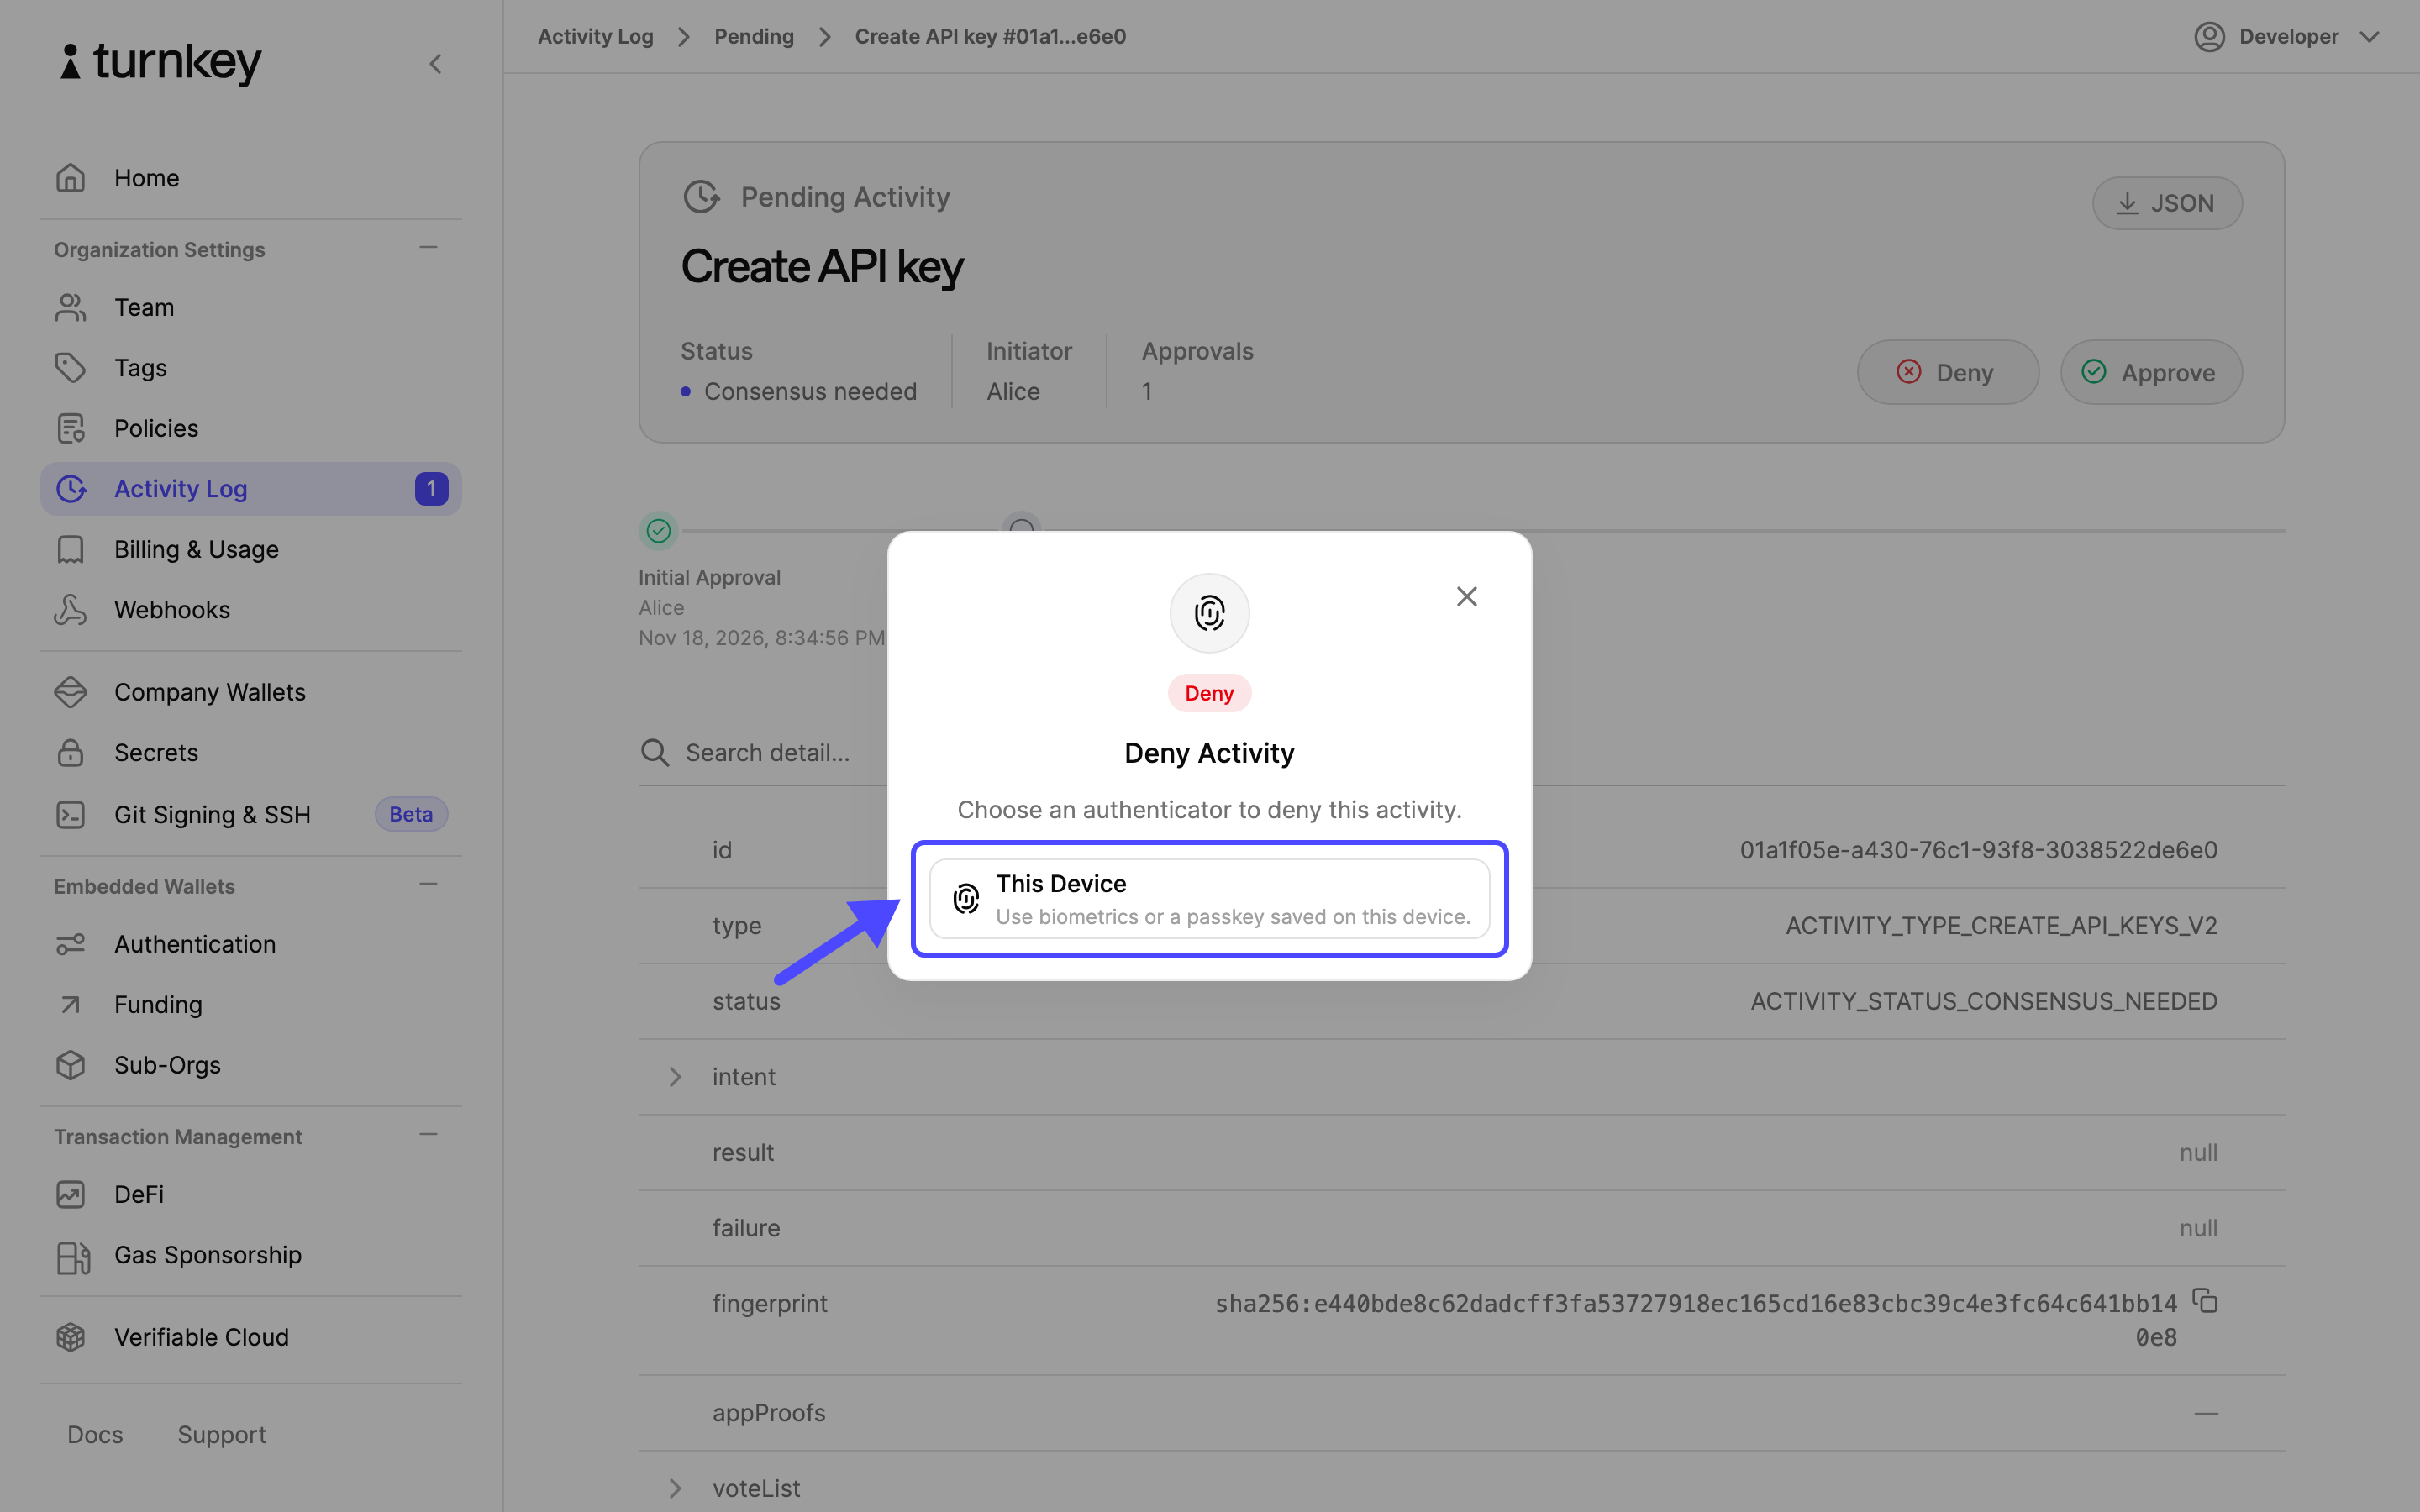 turnkey
Home
Organization Settings
Team
Tags
Policies
Activity Log 1
Billing & Usage
Webhooks
Company Wallets
Secrets
Git Signing & SSH Beta
Embedded Wallets
Authentication
Funding
Sub-Orgs
Transaction Management
DeFi
Gas Sponsorship
Verifiable Cloud
Docs Support
Activity Log Pending Create API key #01a1...e6e0
Developer
Pending Activity
JSON
Create API key
Status Initiator Approvals
Consensus needed Alice 1
Deny Approve
Initial Approval
Alice
Nov 18, 2026, 8:34:56 PM
Search detail...
Deny
Deny Activity
Choose an authenticator to deny this activity.
This Device
Use biometrics or a passkey saved on this device.
id 01a1f05e-a430-76c1-93f8-3038522de6e0
type ACTIVITY_TYPE_CREATE_API_KEYS_V2
status ACTIVITY_STATUS_CONSENSUS_NEEDED
intent
result null
failure null
fingerprint sha256:e440bde8c62dadcff3fa53727918ec165cd16e83cbc39c4e3fc64c641bb14
0e8
appProofs —
voteList